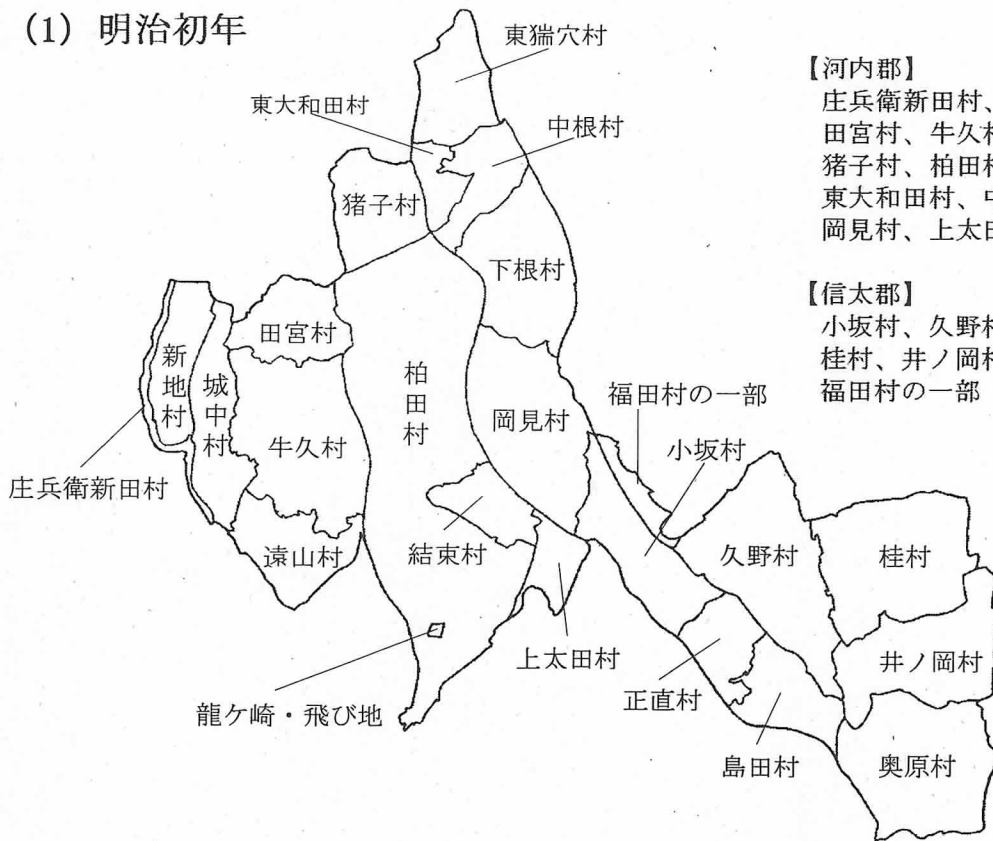 (1) 明治初年
東猯穴村
東大和田村
中根村
猪子村
下根村
田宮村
新地村
城中村
柏田村
岡見村
福田村の一部
小坂村
牛久村
庄兵衛新田村
遠山村
結束村
久野村
桂村
上太田村
井ノ岡村
正直村
龍ケ崎・飛び地
島田村
奥原村
【河内郡】
庄兵衛新田村、
田宮村、牛久村
猪子村、柏田村
東大和田村、中
岡見村、上太田
【信太郡】
小坂村、久野村
桂村、井ノ岡村
福田村の一部